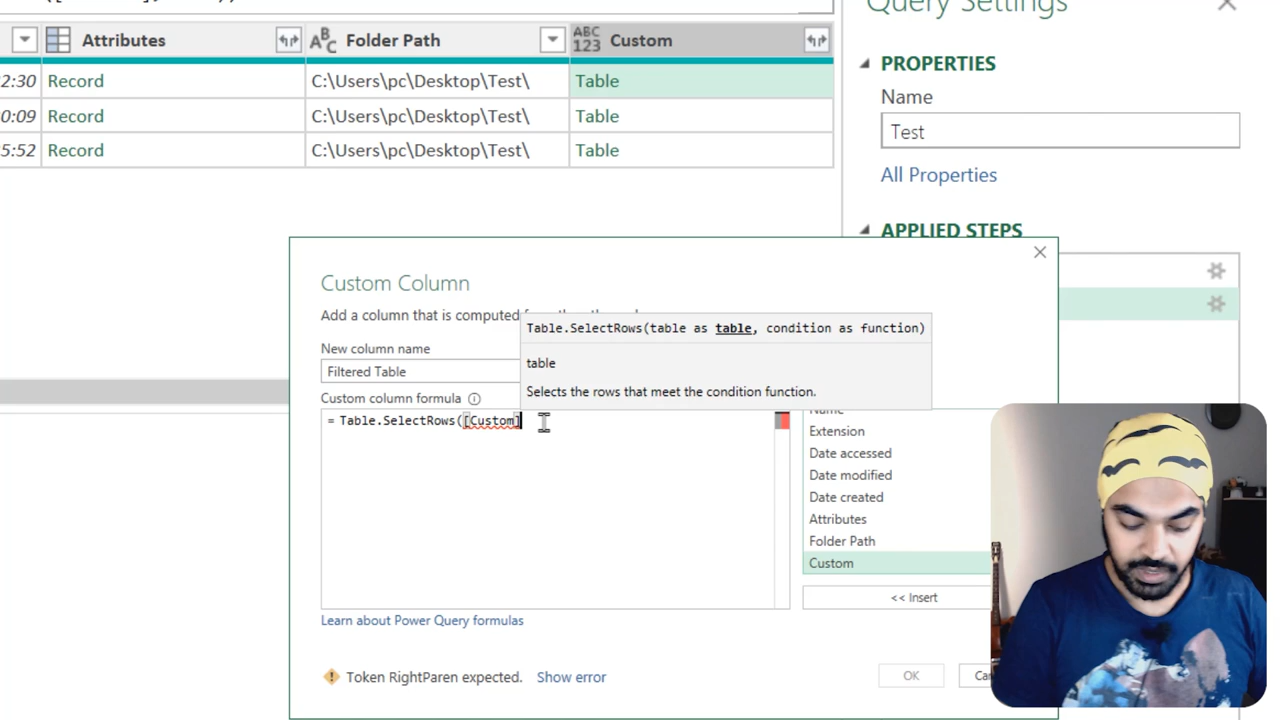 Query Settings
Attributes
ABC
Folder Path
ABC
123
Custom
2:30
Record
C:\Users\pc\Desktop\Test\
Table
0:09
Record
C:\Users\pc\Desktop\Test\
Table
5:52
Record
C:\Users\pc\Desktop\Test\
Table
PROPERTIES
Name
Test
All Properties
APPLIED STEPS
Custom Column
Add a column that is computed
New column name
Filtered Table
Custom column formula
= Table.SelectRows([Custom]
Table.SelectRows(table as table, condition as function)
table
Selects the rows that meet the condition function.
Name
Extension
Date accessed
Date modified
Date created
Attributes
Folder Path
Custom
<< Insert
Learn about Power Query formulas
Token RightParen expected.
Show error
OK